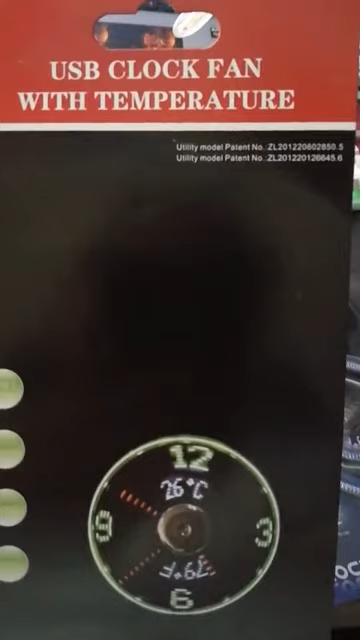 USB CLOCK FAN
WITH TEMPERATURE
Utility model Patent No.:ZL201220602850.5
Utility model Patent No.:ZL201220126645.6
12
26°C
9
3
79°F
6